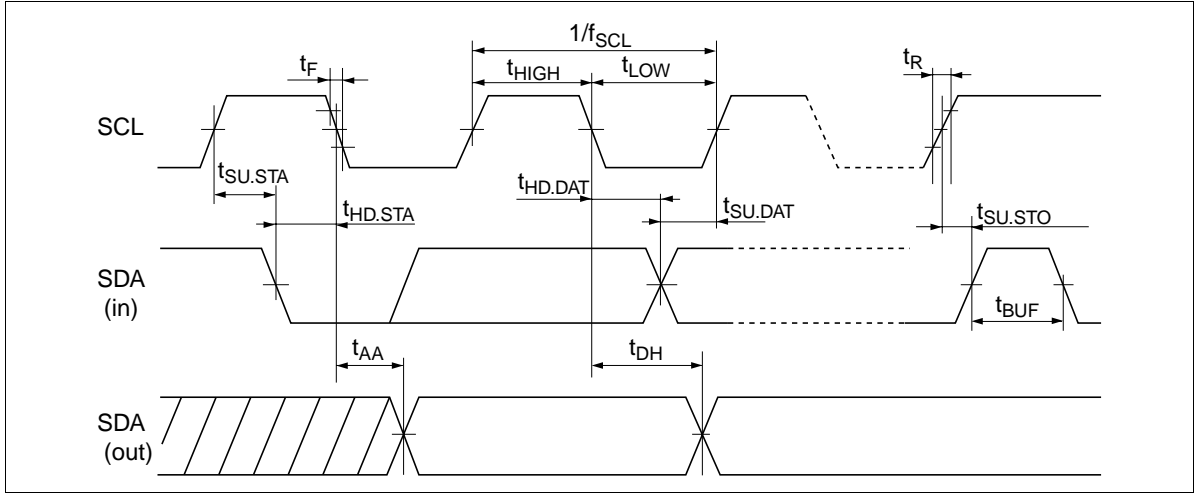 1/fSCL
tF
tHIGH
tLOW
tR
SCL
tSU.STA
tHD.STA
tHD.DAT
tSU.DAT
tSU.STO
SDA
(in)
tBUF
tAA
tDH
SDA
(out)